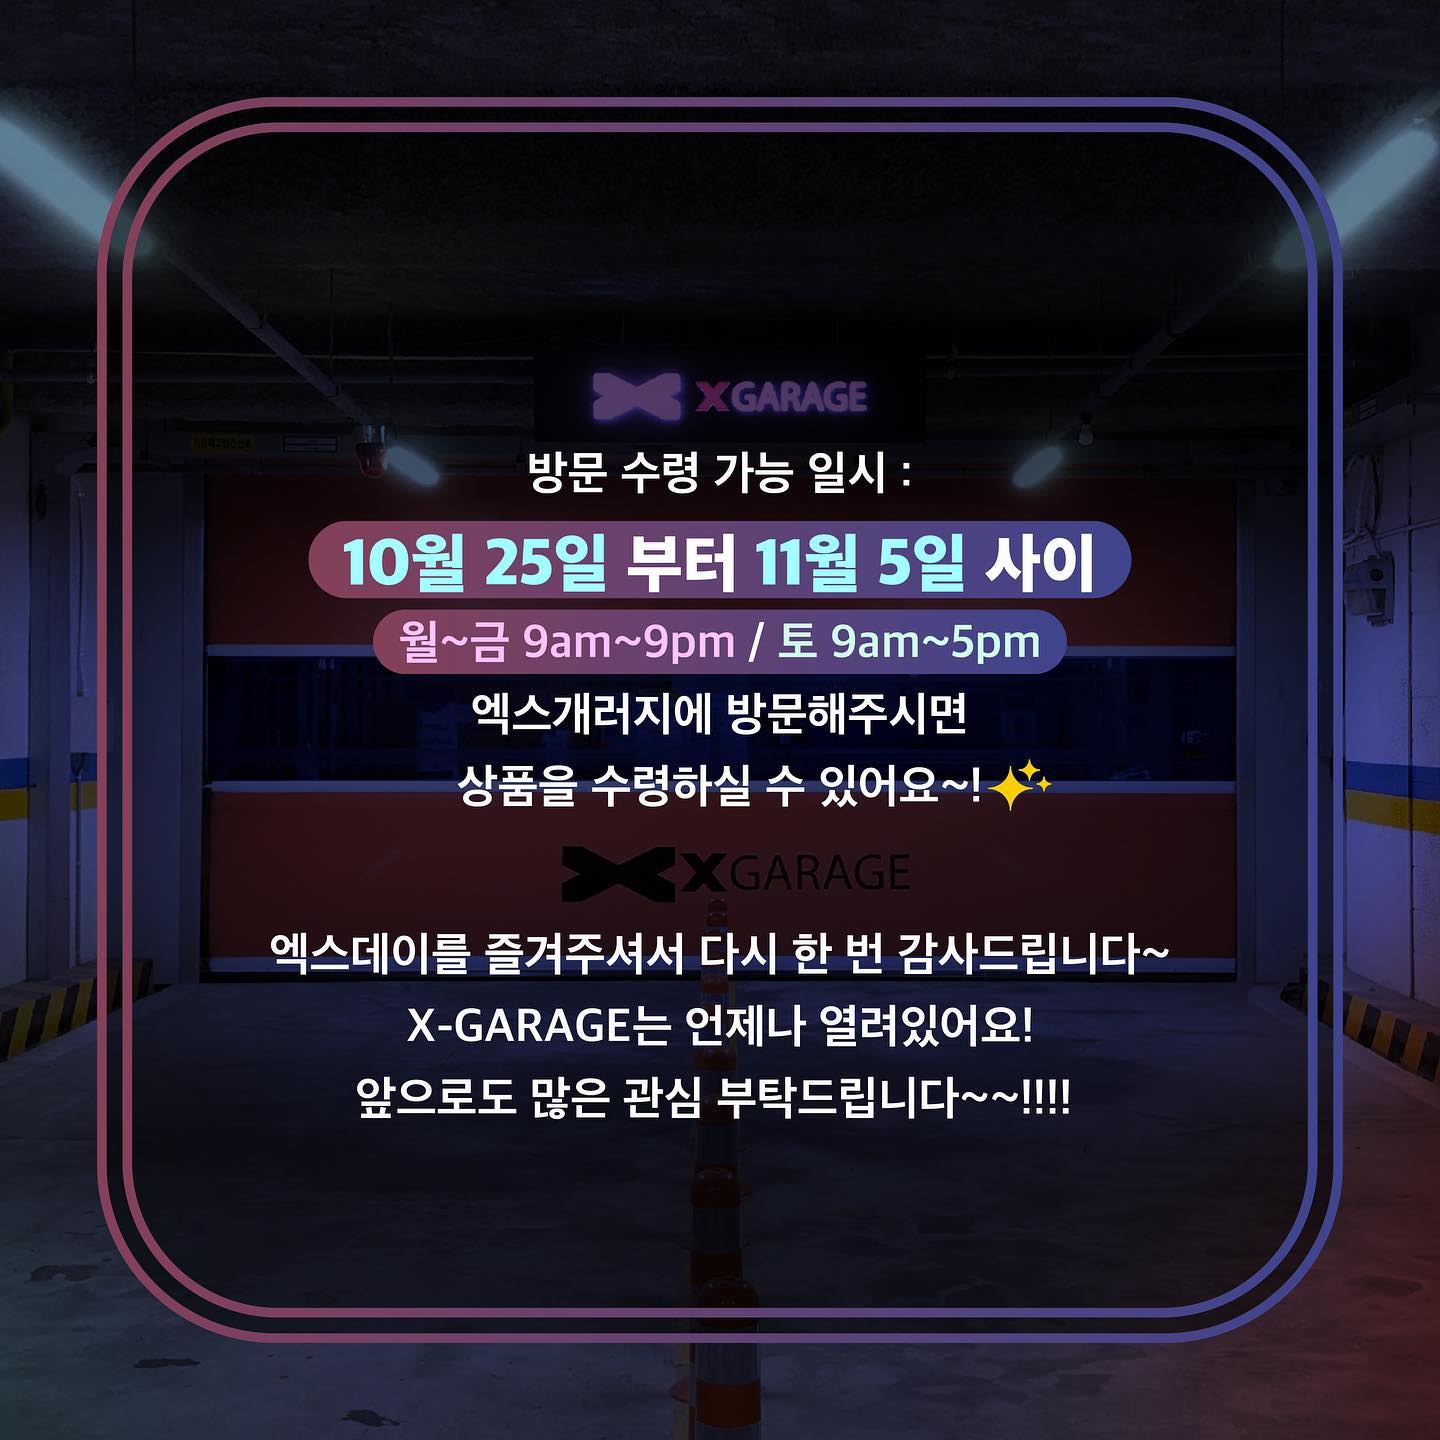 XGARAGE
방문 수령 가능 일시 :
10월 25일 부터 11월 5일 사이
월~금 9am~9pm / 토 9am~5pm
엑스개러지에 방문해주시면
상품을 수령하실 수 있어요~!✨
XGARAGE
엑스데이를 즐겨주셔서 다시 한 번 감사드립니다~
X-GARAGE는 언제나 열려있어요!
앞으로도 많은 관심 부탁드립니다~~!!!!